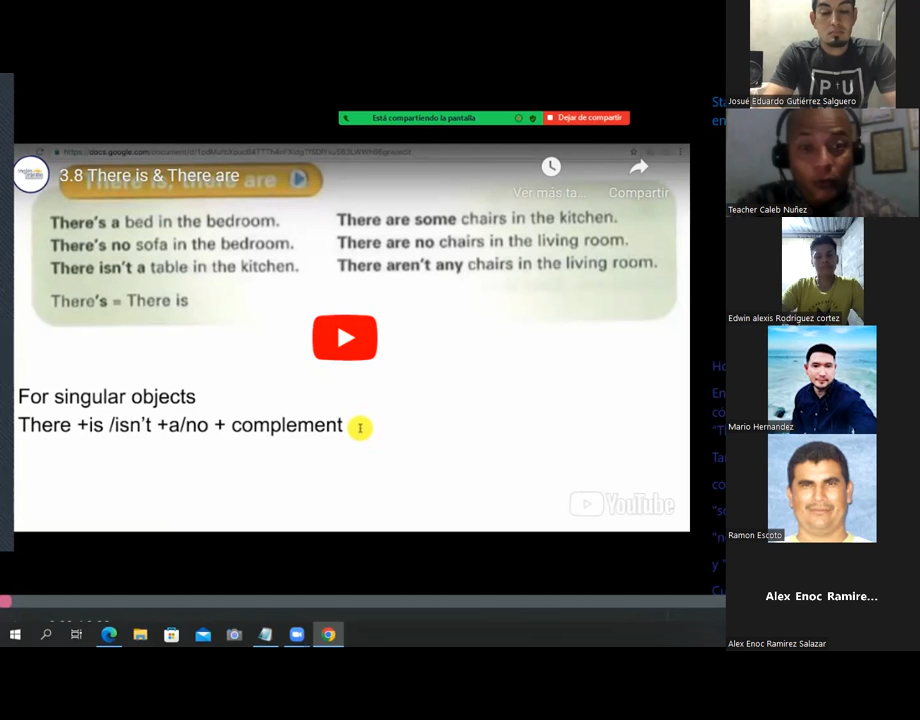 Está compartiendo la pantalla
Dejar de compartir
3.8 There is & There are
Ver más ta...
Compartir
There's a bed in the bedroom.
There's no sofa in the bedroom.
There isn't a table in the kitchen.
There's = There is
There are some chairs in the kitchen.
There are no chairs in the living room.
There aren't any chairs in the living room.
For singular objects
There +is /isn't +a/no + complement
YouTube
Josué Eduardo Gutiérrez Salguero
Teacher Caleb Nuñez
Edwin alexis Rodriguez cortez
Mario Hernandez
Ramon Escoto
Alex Enoc Ramire...
Alex Enoc Ramirez Salazar